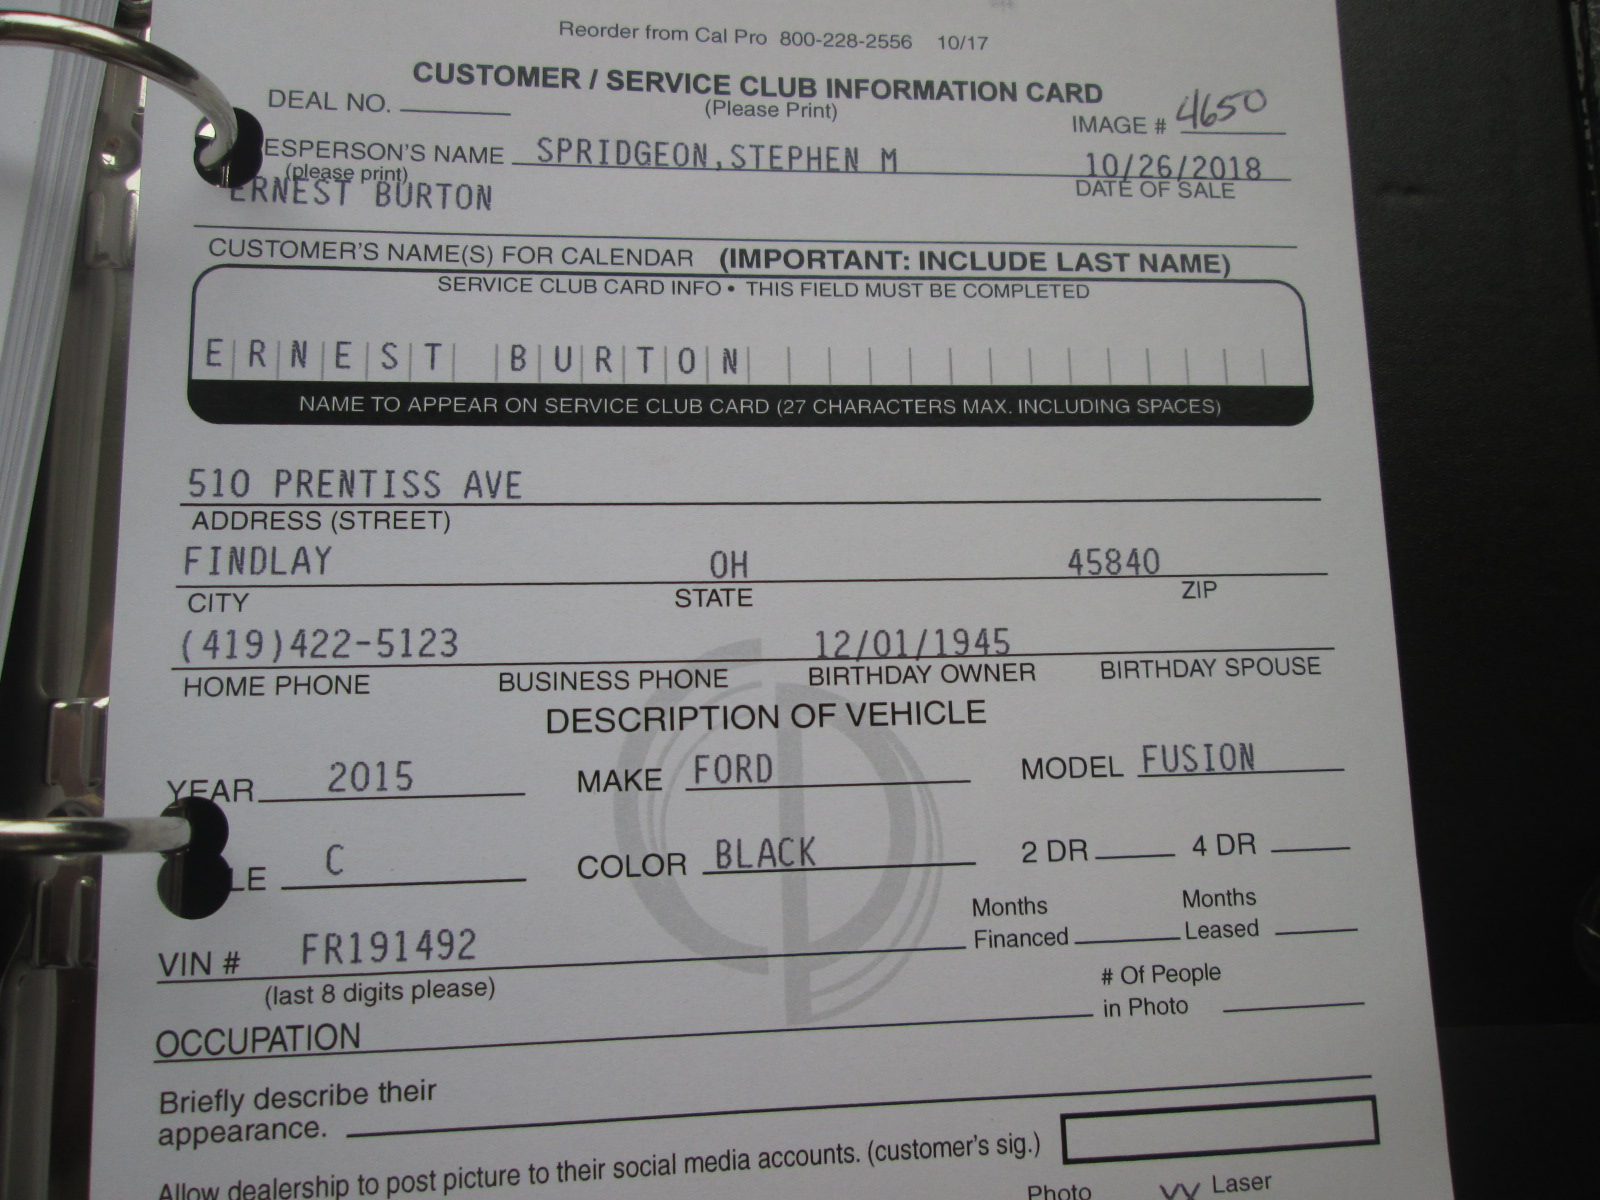 Reorder from Cal Pro 800-228-2556 10/17
CUSTOMER / SERVICE CLUB INFORMATION CARD
(Please Print)
DEAL NO.
IMAGE # 4650
ESPERSON'S NAME SPRIDGEON,STEPHEN M 10/26/2018
(please print) DATE OF SALE
ERNEST BURTON
CUSTOMER'S NAME(S) FOR CALENDAR (IMPORTANT: INCLUDE LAST NAME)
SERVICE CLUB CARD INFO • THIS FIELD MUST BE COMPLETED
ERNEST BURTON
NAME TO APPEAR ON SERVICE CLUB CARD (27 CHARACTERS MAX. INCLUDING SPACES)
510 PRENTISS AVE
ADDRESS (STREET)
FINDLAY OH 45840
CITY STATE ZIP
(419)422-5123 12/01/1945
HOME PHONE BUSINESS PHONE BIRTHDAY OWNER BIRTHDAY SPOUSE
DESCRIPTION OF VEHICLE
YEAR 2015 MAKE FORD MODEL FUSION
LE C COLOR BLACK 2 DR 4 DR
Months Months
VIN # FR191492 Financed Leased
(last 8 digits please) # Of People
in Photo
OCCUPATION
Briefly describe their
appearance.
Allow dealership to post picture to their social media accounts. (customer's sig.)
Photo Laser